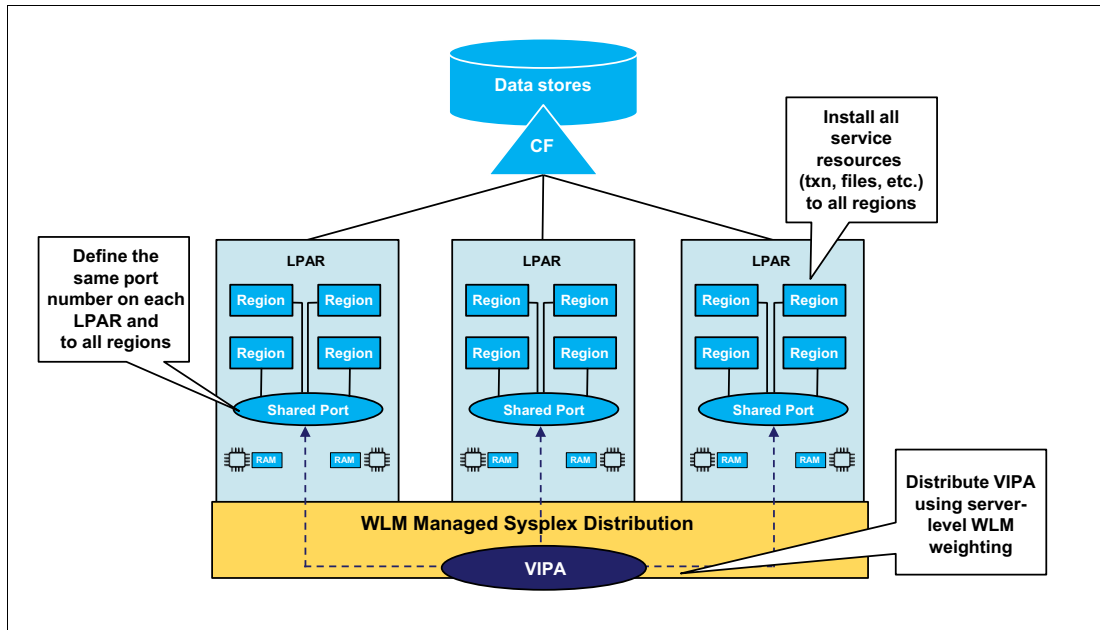 Data stores
CF
Install all
service
resources
(txn, files, etc.)
to all regions
Define the
same port
number on each
LPAR and
to all regions
LPAR
Region
Region
Region
Region
Shared Port
RAM
RAM
LPAR
Region
Region
Region
Region
Shared Port
RAM
RAM
LPAR
Region
Region
Region
Region
Shared Port
RAM
RAM
WLM Managed Sysplex Distribution
VIPA
Distribute VIPA
using server-
level WLM
weighting